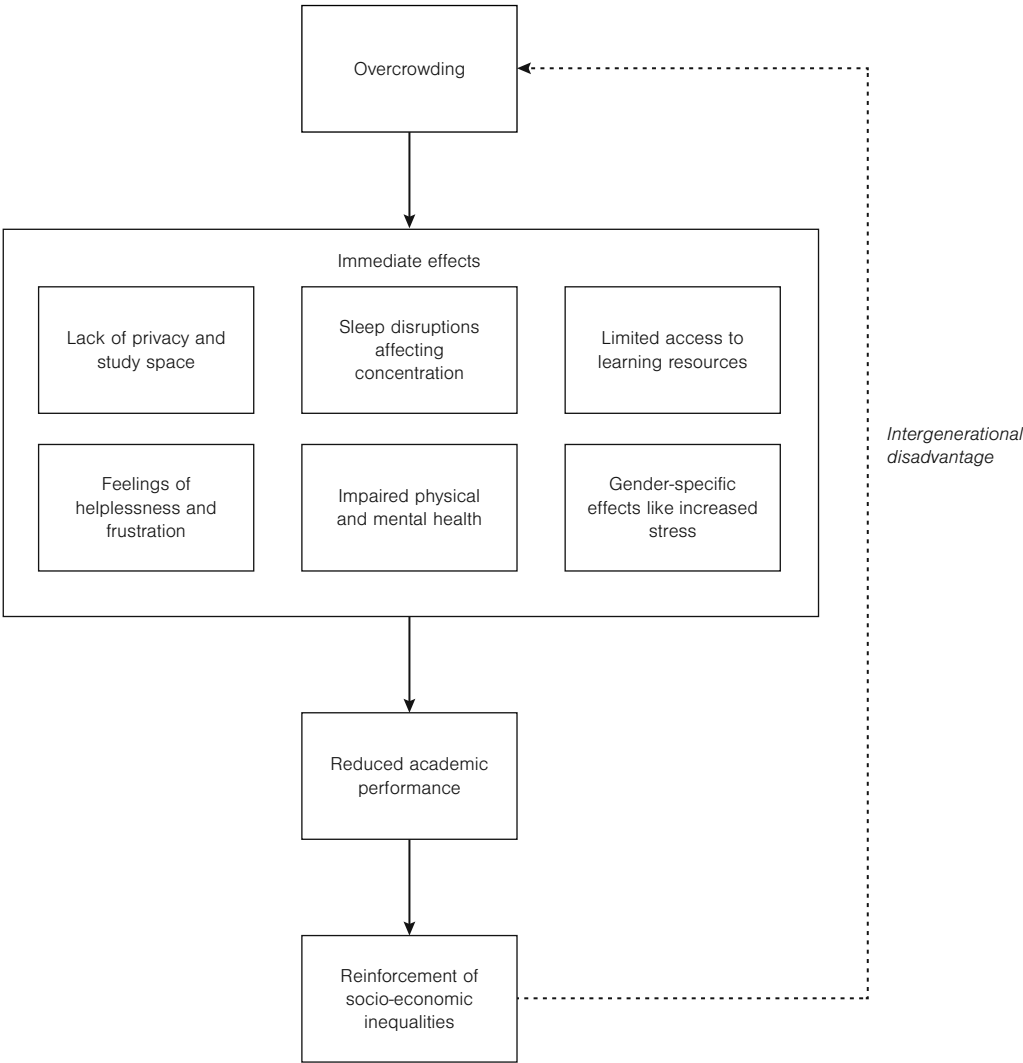 Overcrowding
Immediate effects
Lack of privacy and
study space
Sleep disruptions
affecting
concentration
Limited access to
learning resources
Intergenerational
disadvantage
Feelings of
helplessness and
frustration
Impaired physical
and mental health
Gender-specific
effects like increased
stress
Reduced academic
performance
Reinforcement of
socio-economic
inequalities